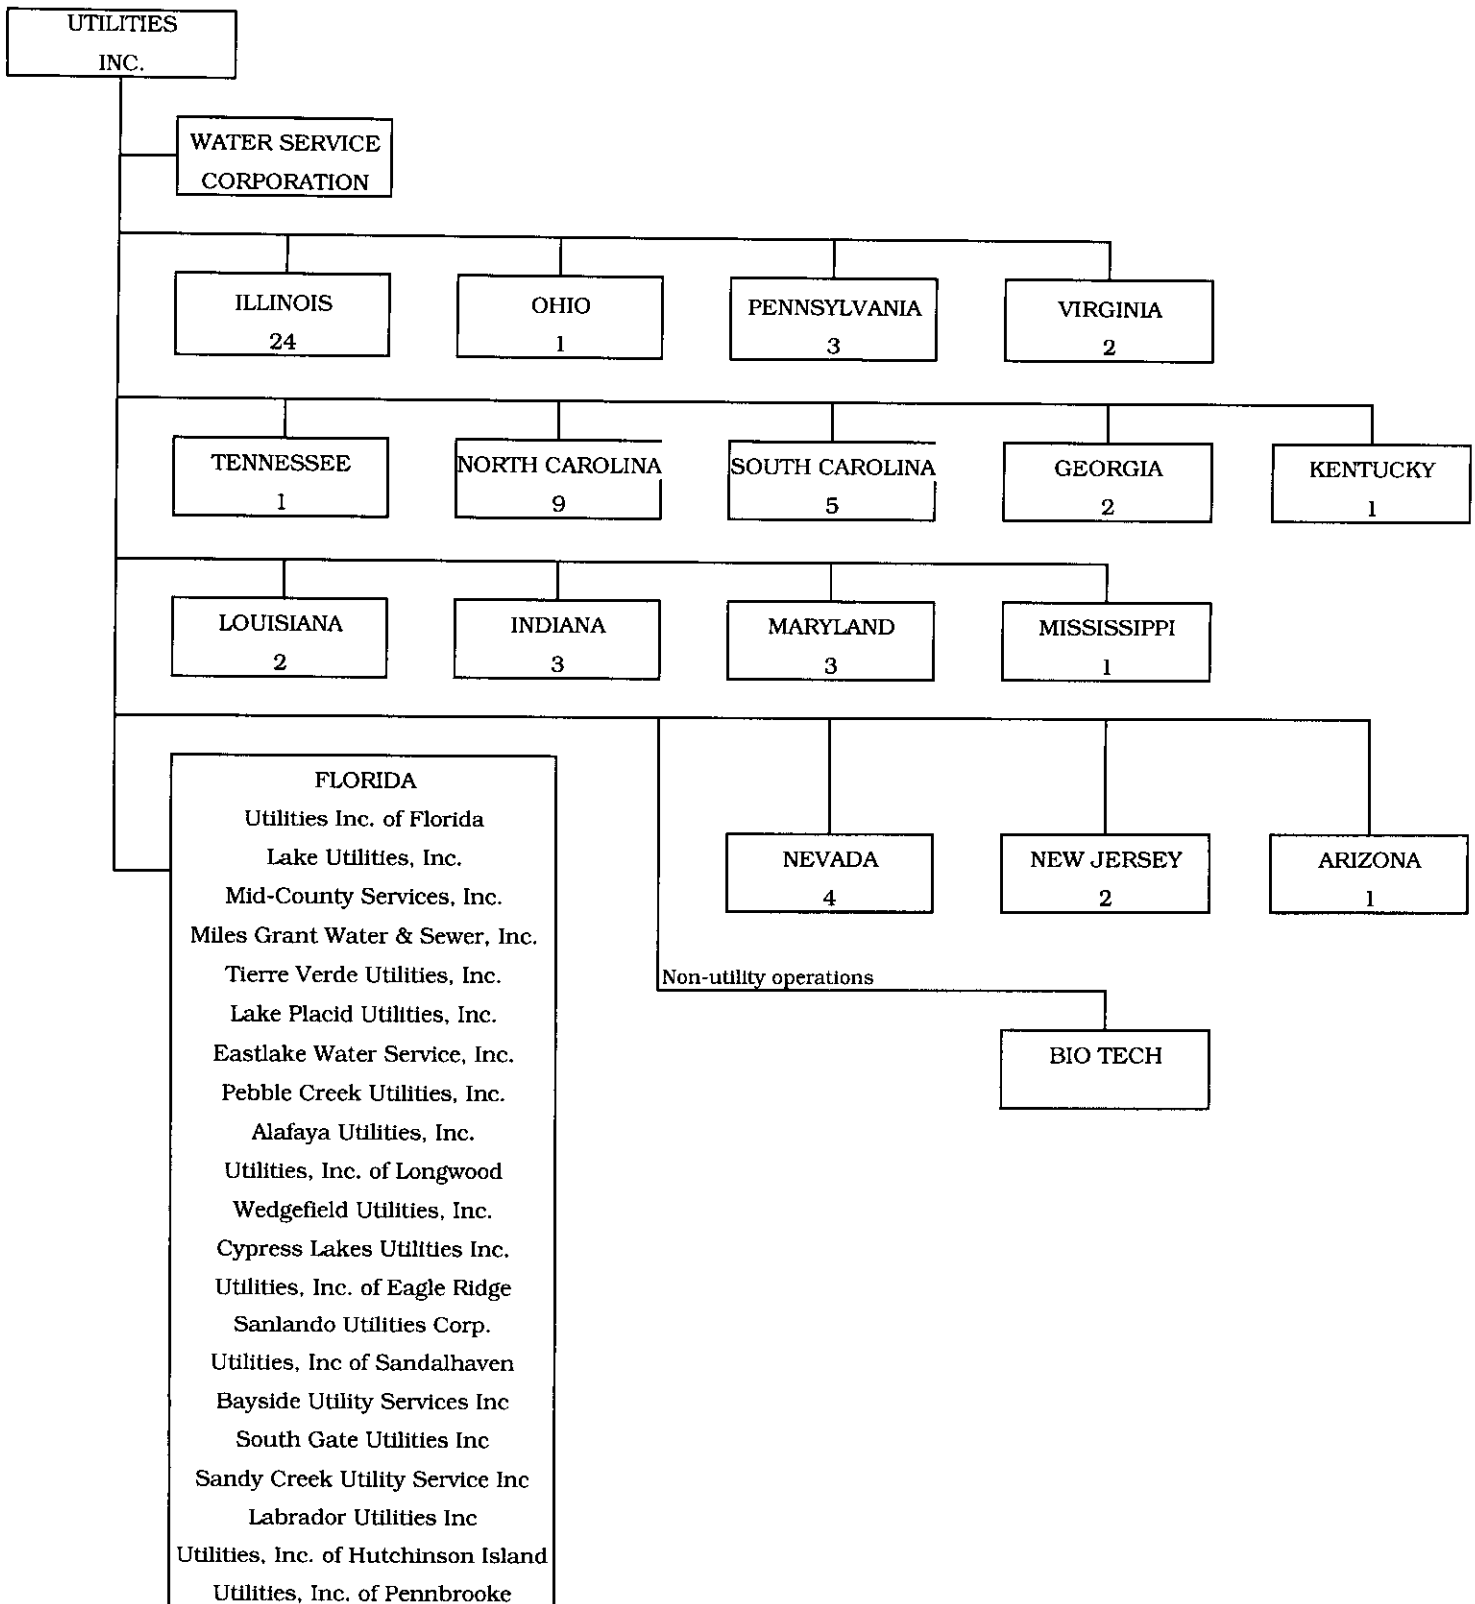 UTILITIES
INC.
WATER SERVICE
CORPORATION
ILLINOIS
24
OHIO
1
PENNSYLVANIA
3
VIRGINIA
2
TENNESSEE
1
NORTH CAROLINA
9
SOUTH CAROLINA
5
GEORGIA
2
KENTUCKY
1
LOUISIANA
2
INDIANA
3
MARYLAND
3
MISSISSIPPI
1
FLORIDA
Utilities Inc. of Florida
Lake Utilities, Inc.
Mid-County Services, Inc.
Miles Grant Water & Sewer, Inc.
Tierre Verde Utilities, Inc.
Lake Placid Utilities, Inc.
Eastlake Water Service, Inc.
Pebble Creek Utilities, Inc.
Alafaya Utilities, Inc.
Utilities, Inc. of Longwood
Wedgefield Utilities, Inc.
Cypress Lakes Utilities Inc.
Utilities, Inc. of Eagle Ridge
Sanlando Utilities Corp.
Utilities, Inc of Sandalhaven
Bayside Utility Services Inc
South Gate Utilities Inc
Sandy Creek Utility Service Inc
Labrador Utilities Inc
Utilities, Inc. of Hutchinson Island
Utilities, Inc. of Pennbrooke
NEVADA
4
NEW JERSEY
2
ARIZONA
1
Non-utility operations
BIO TECH